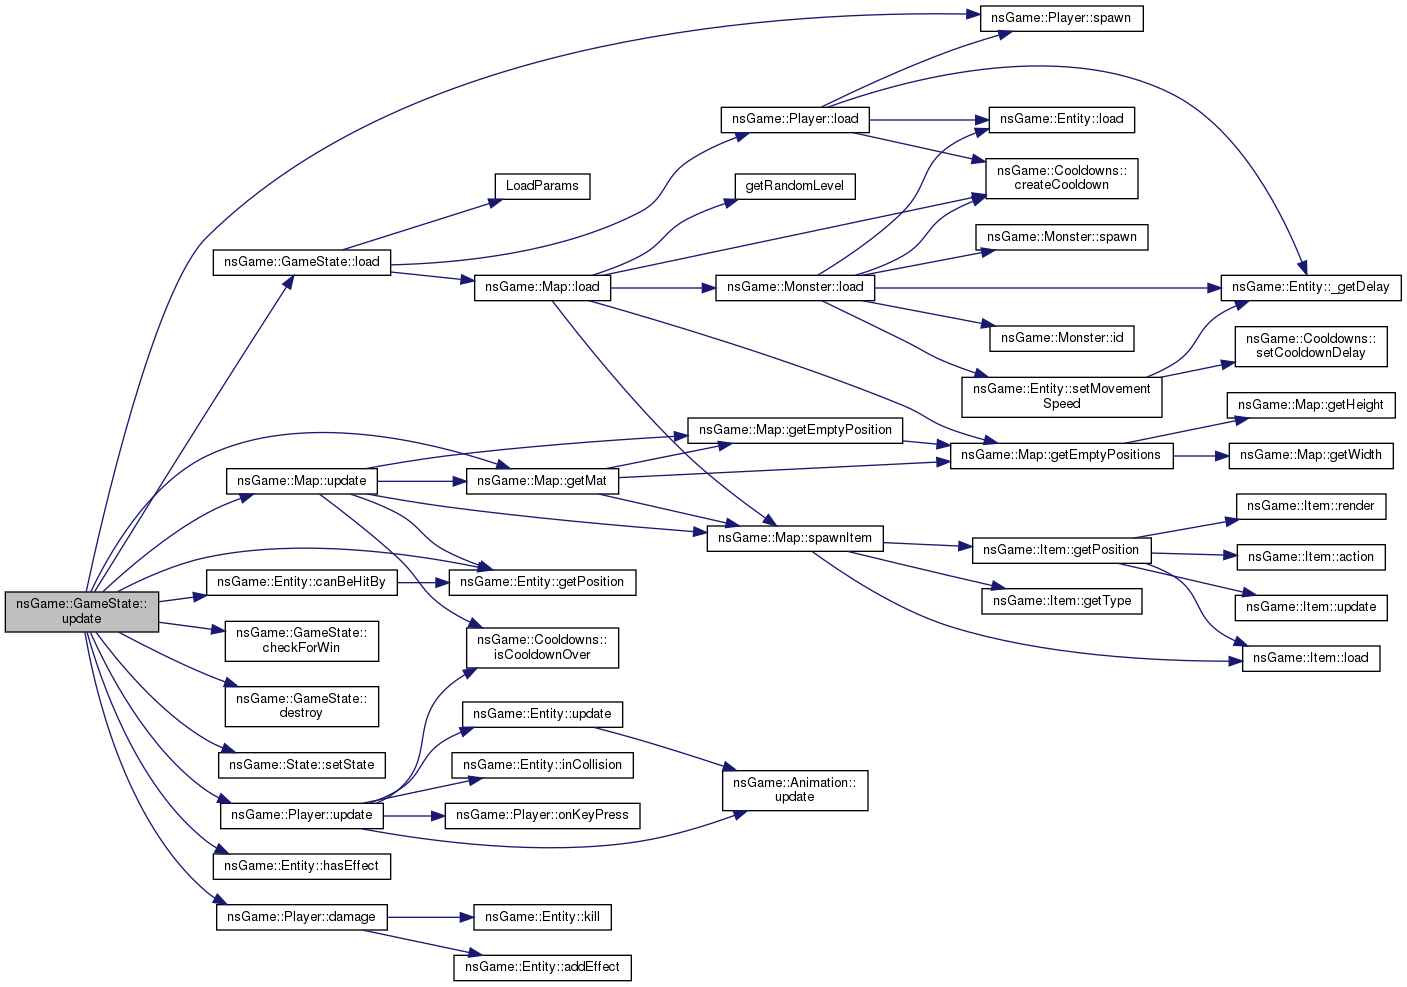 nsGame::GameState::
update
nsGame::Player::spawn
nsGame::GameState::load
LoadParams
nsGame::Player::load
getRandomLevel
nsGame::Map::load
nsGame::Monster::load
nsGame::Entity::load
nsGame::Cooldowns::
createCooldown
nsGame::Monster::spawn
nsGame::Entity::_getDelay
nsGame::Monster::id
nsGame::Cooldowns::
setCooldownDelay
nsGame::Entity::setMovement
Speed
nsGame::Map::getHeight
nsGame::Map::getEmptyPosition
nsGame::Map::getEmptyPositions
nsGame::Map::getWidth
nsGame::Map::update
nsGame::Map::getMat
nsGame::Map::spawnItem
nsGame::Item::getPosition
nsGame::Item::render
nsGame::Item::action
nsGame::Item::getType
nsGame::Item::update
nsGame::Item::load
nsGame::Entity::canBeHitBy
nsGame::Entity::getPosition
nsGame::GameState::
checkForWin
nsGame::Cooldowns::
isCooldownOver
nsGame::GameState::
destroy
nsGame::Entity::update
nsGame::State::setState
nsGame::Entity::inCollision
nsGame::Animation::
update
nsGame::Player::update
nsGame::Player::onKeyPress
nsGame::Entity::hasEffect
nsGame::Player::damage
nsGame::Entity::kill
nsGame::Entity::addEffect